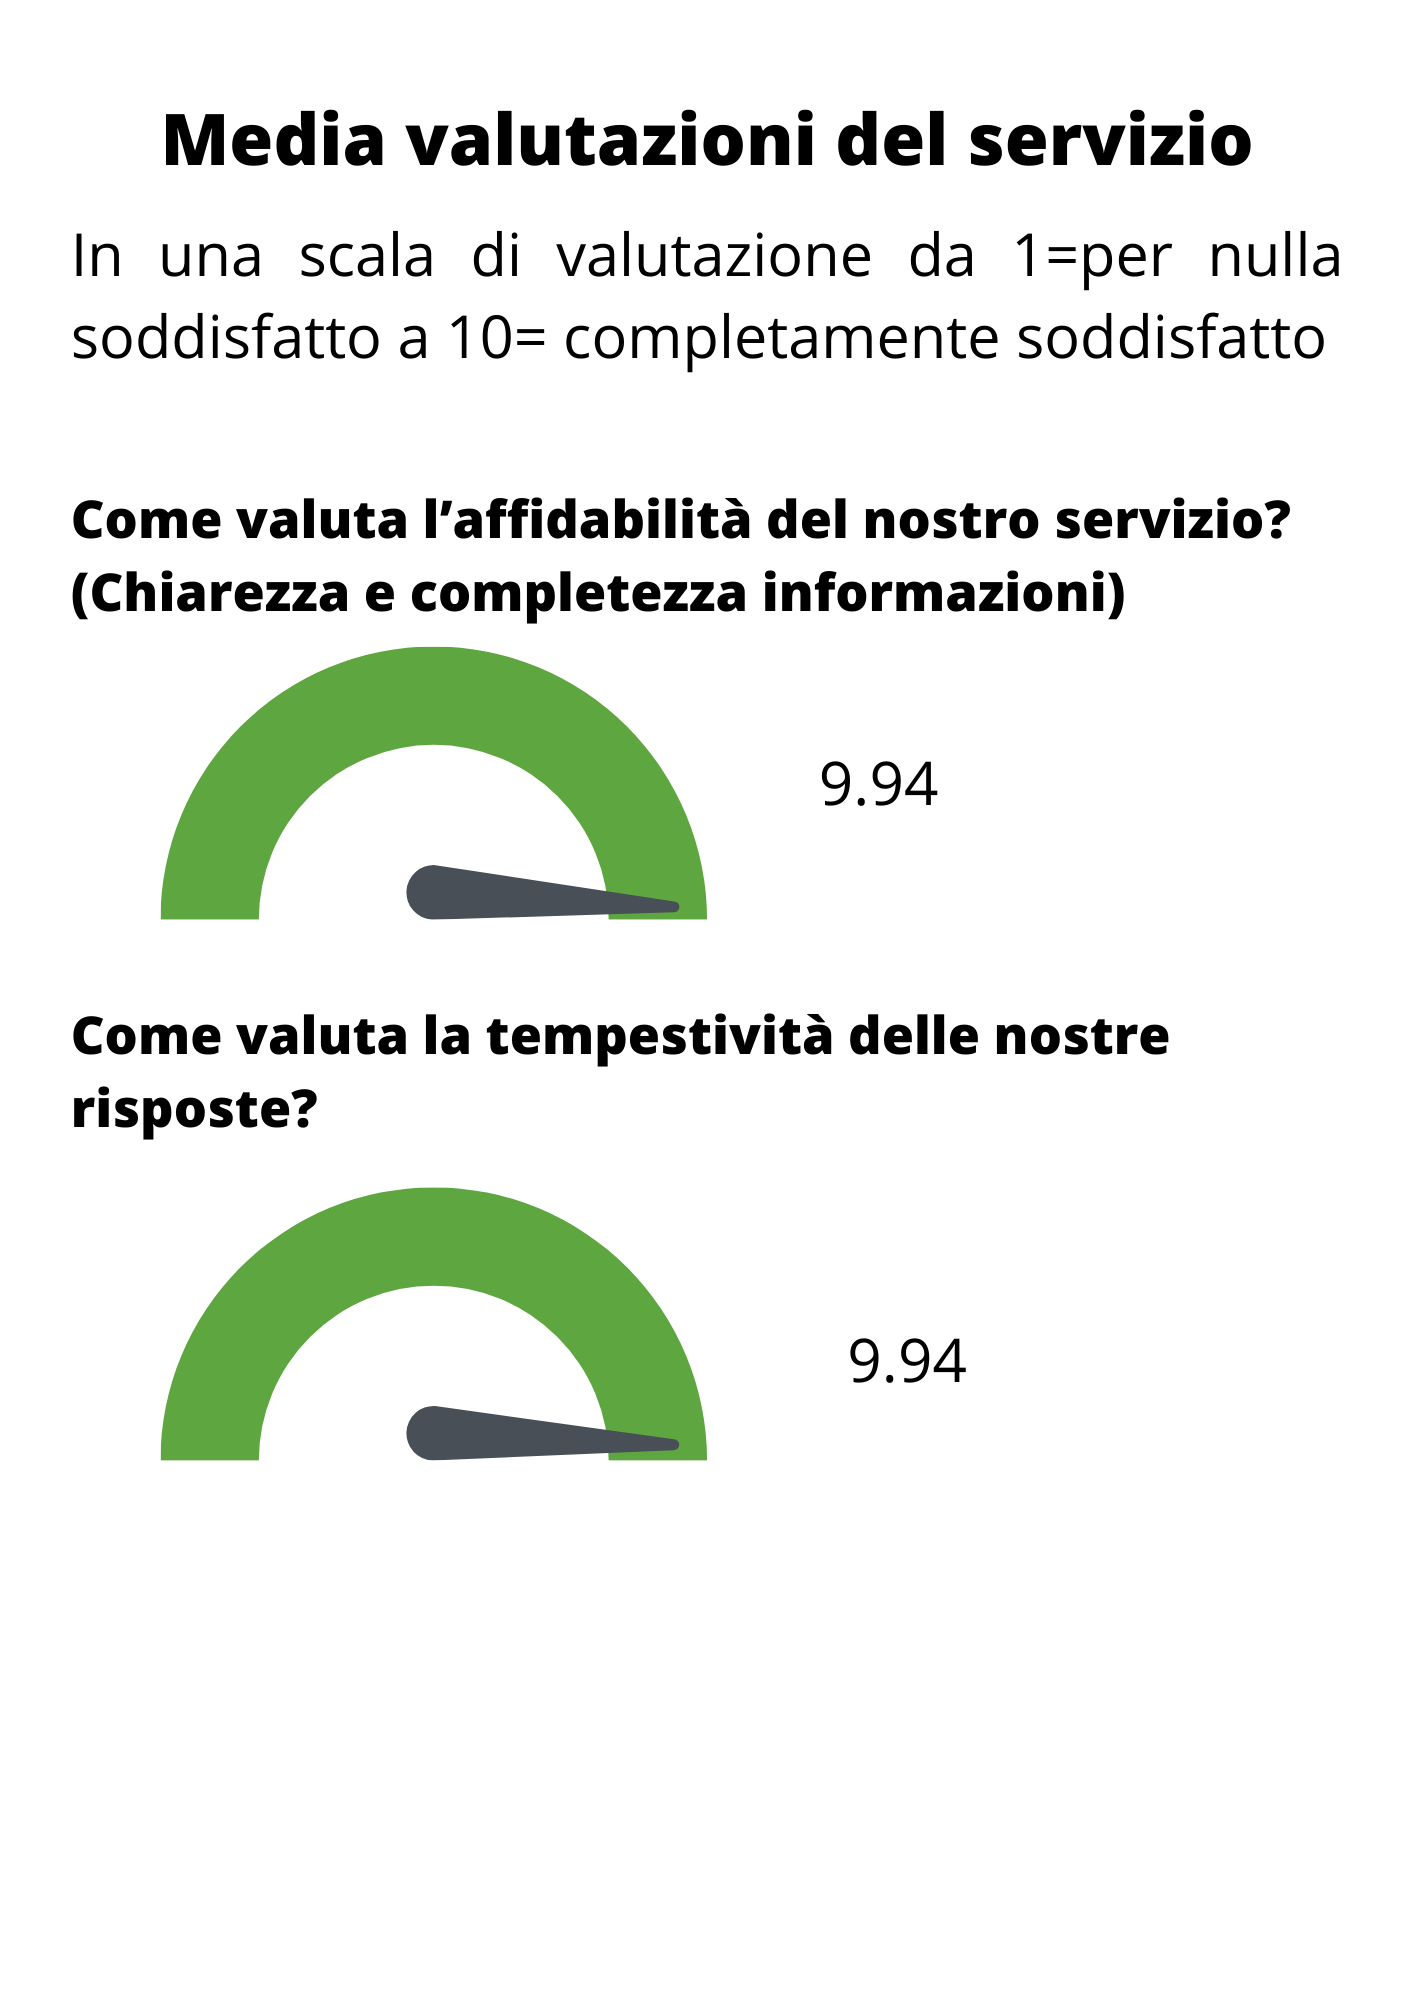 Media valutazioni del servizio
In una scala di valutazione da 1=per nulla
soddisfatto a 10= completamente soddisfatto
Come valuta l’affidabilità del nostro servizio?
(Chiarezza e completezza informazioni)
9.94
Come valuta la tempestività delle nostre
risposte?
9.94